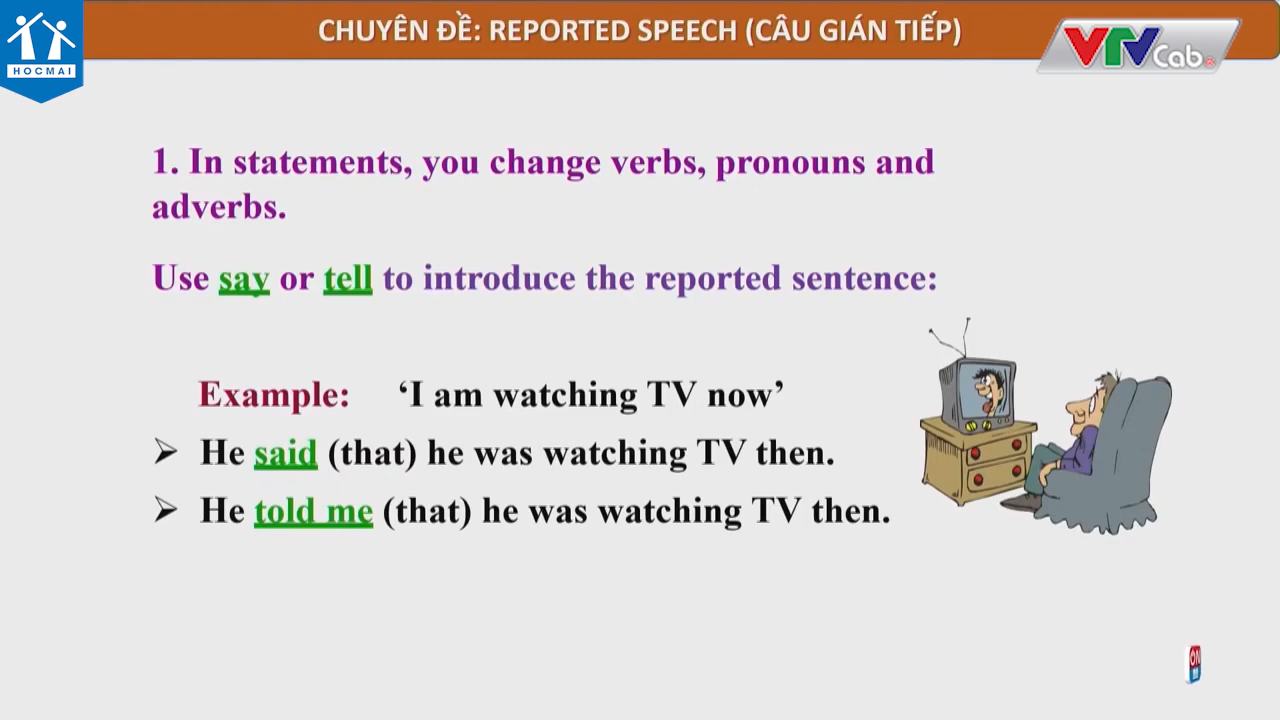 CHUYÊN ĐỀ: REPORTED SPEECH (CÂU GIÁN TIẾP)
HOCMAI
VTVCab
1. In statements, you change verbs, pronouns and
adverbs.
Use say or tell to introduce the reported sentence:
Example: ‘I am watching TV now’
He said (that) he was watching TV then.
He told me (that) he was watching TV then.
ON